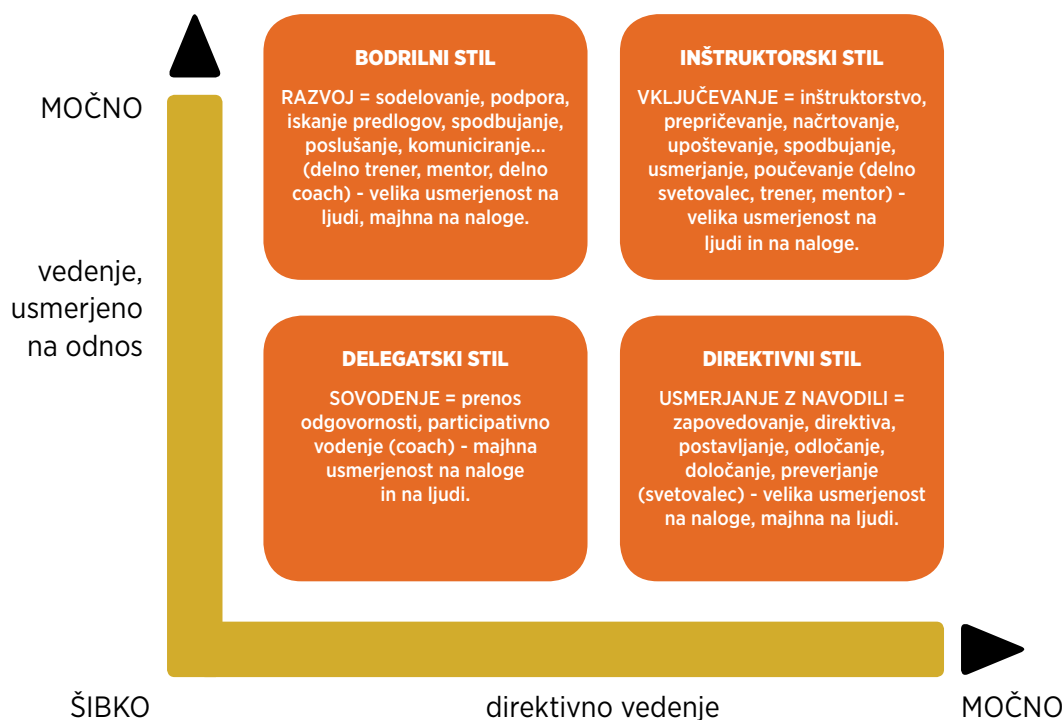 MOČNO
vedenje,
usmerjeno
na odnos
BODRILNI STIL
RAZVOJ = sodelovanje, podpora,
iskanje predlogov, spodbujanje,
poslušanje, komuniciranje...
(delno trener, mentor, delno
coach) - velika usmerjenost na
ljudi, majhna na naloge.
INŠTRUKTORSKI STIL
VKLJUČEVANJE = inštruktorstvo,
prepričevanje, načrtovanje,
upoštevanje, spodbujanje,
usmerjanje, poučevanje (delno
svetovalec, trener, mentor) -
velika usmerjenost na
ljudi in na naloge.
DELEGATSKI STIL
SOVODENJE = prenos
odgovornosti, participativno
vodenje (coach) - majhna
usmerjenost na naloge
in na ljudi.
DIREKTIVNI STIL
USMERJANJE Z NAVODILI =
zapovedovanje, direktiva,
postavljanje, odločanje,
določanje, preverjanje
(svetovalec) - velika usmerjenost
na naloge, majhna na ljudi.
ŠIBKO
direktivno vedenje
MOČNO